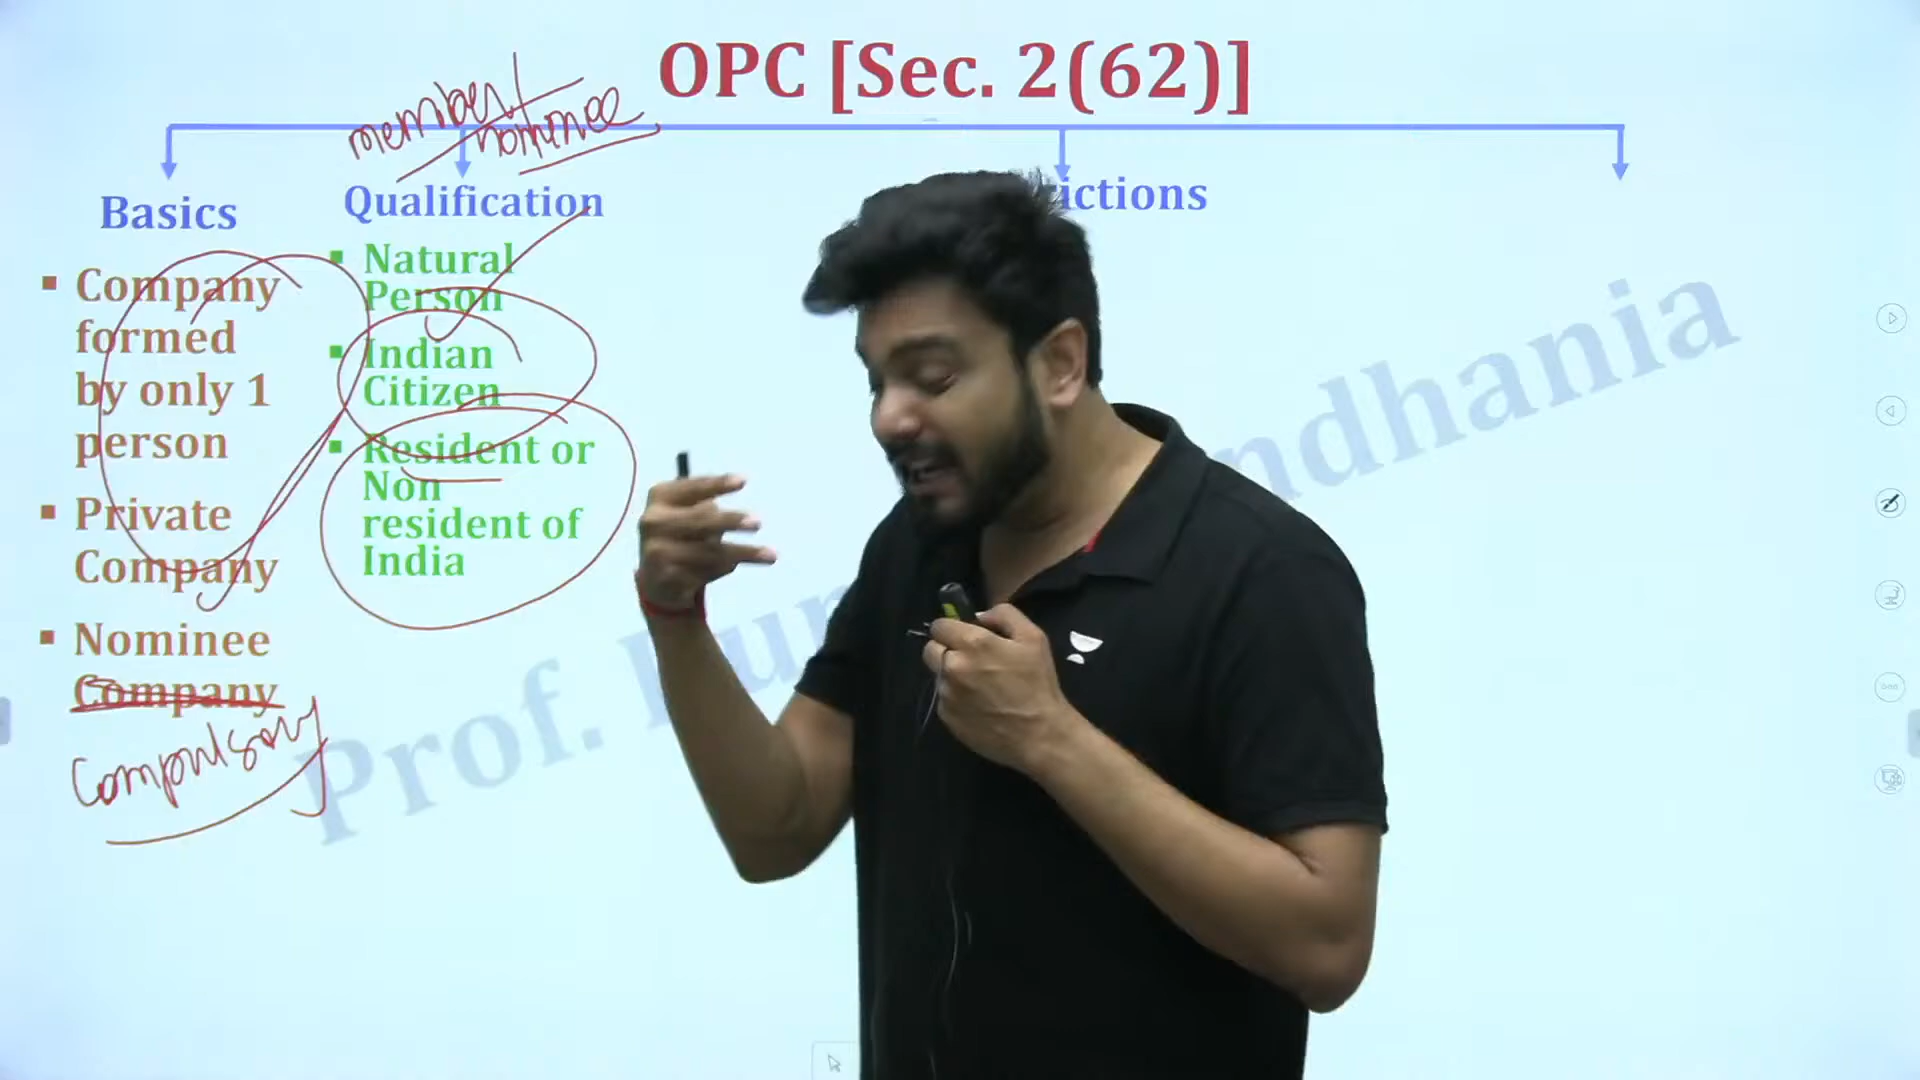 OPC [Sec. 2(62)]
member/
nominee
Basics
Company
formed
by only 1
person
Private
Company
Nominee
Company
Compulsory
Qualification
Natural
Person
Indian
Citizen
Resident or
Non
resident of
India
ictions
Prof.
ndhania